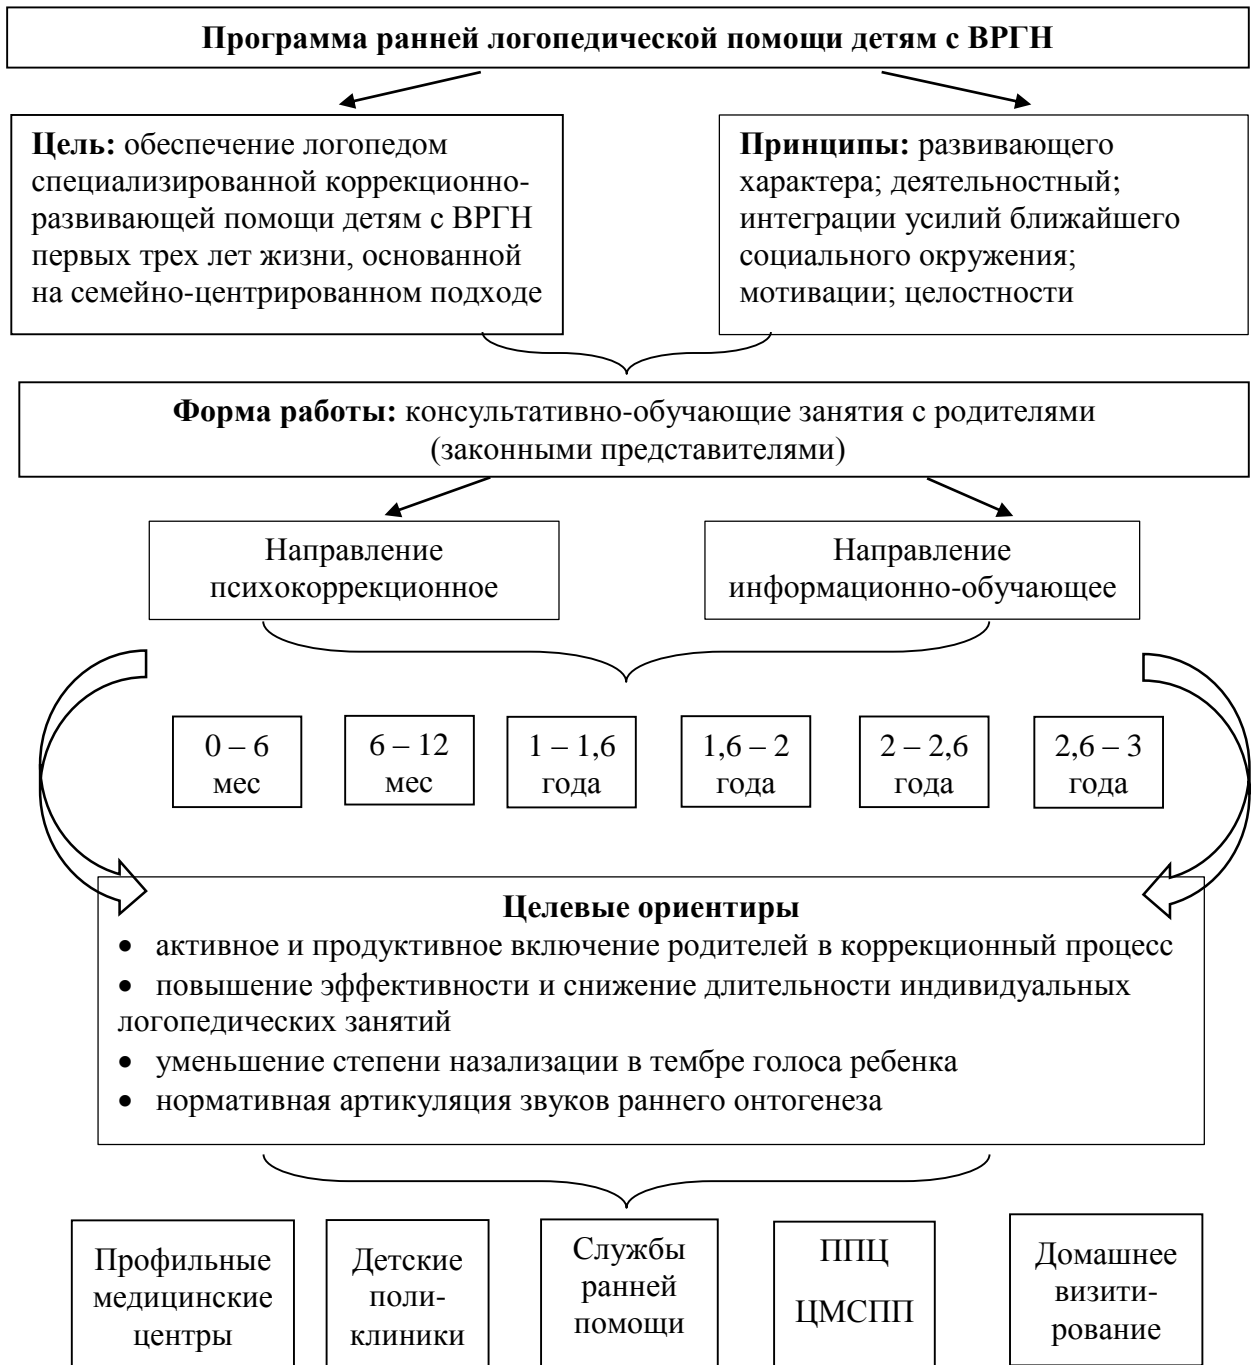 Программа ранней логопедической помощи детям с ВРГН
Цель: обеспечение логопедом
специализированной коррекционно-
развивающей помощи детям с ВРГН
первых трех лет жизни, основанной
на семейно-центрированном подходе
Принципы: развивающего
характера; деятельностный;
интеграции усилий ближайшего
социального окружения;
мотивации; целостности
Форма работы: консультативно-обучающие занятия с родителями
(законными представителями)
Направление
психокоррекционное
Направление
информационно-обучающее
0 – 6
мес
6 – 12
мес
1 – 1,6
года
1,6 – 2
года
2 – 2,6
года
2,6 – 3
года
Целевые ориентиры
• активное и продуктивное включение родителей в коррекционный процесс
• повышение эффективности и снижение длительности индивидуальных
логопедических занятий
• уменьшение степени назализации в тембре голоса ребенка
• нормативная артикуляция звуков раннего онтогенеза
Профильные
медицинские
центры
Детские
поли-
клиники
Службы
ранней
помощи
ППЦ
ЦМСПП
Домашнее
визити-
рование